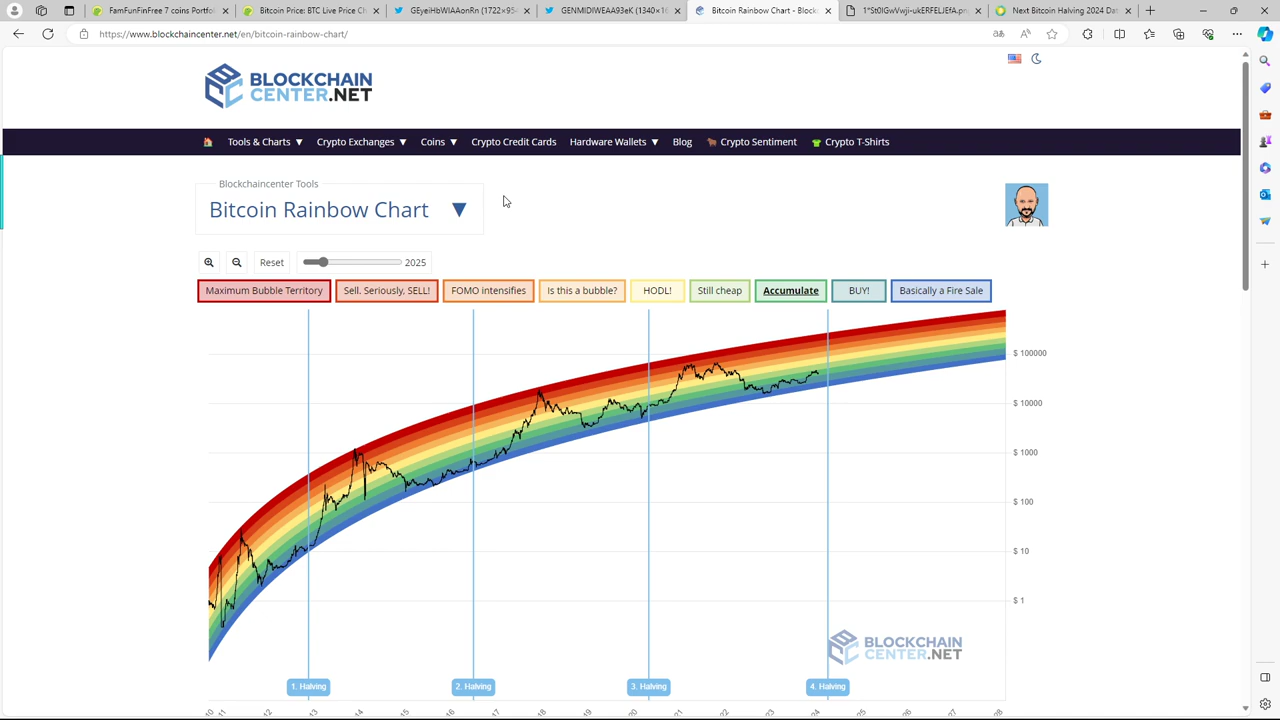 FamFunFinFree 7 coins Portfol
Bitcoin Price: BTC Live Price Ch
GEyeiHbWIAAonRn (1722×95
GENMIDIWEAA93eK (1340×1
Bitcoin Rainbow Chart - Block
1*St0IGwVwji-ukERFELJEfA.pn
Next Bitcoin Halving 2024 Dat
https://www.blockchaincenter.net/en/bitcoin-rainbow-chart/
BLOCKCHAIN
CENTER.NET
Tools & Charts ▼ Crypto Exchanges ▼ Coins ▼ Crypto Credit Cards Hardware Wallets ▼ Blog Crypto Sentiment Crypto T-Shirts
Blockchaincenter Tools
Bitcoin Rainbow Chart ▼
Reset 2025
Maximum Bubble Territory Sell. Seriously, SELL! FOMO intensifies Is this a bubble? HODL! Still cheap Accumulate BUY! Basically a Fire Sale
$ 100000
$ 10000
$ 1000
$ 100
$ 10
$ 1
BLOCKCHAIN
CENTER.NET
1. Halving 2. Halving 3. Halving 4. Halving